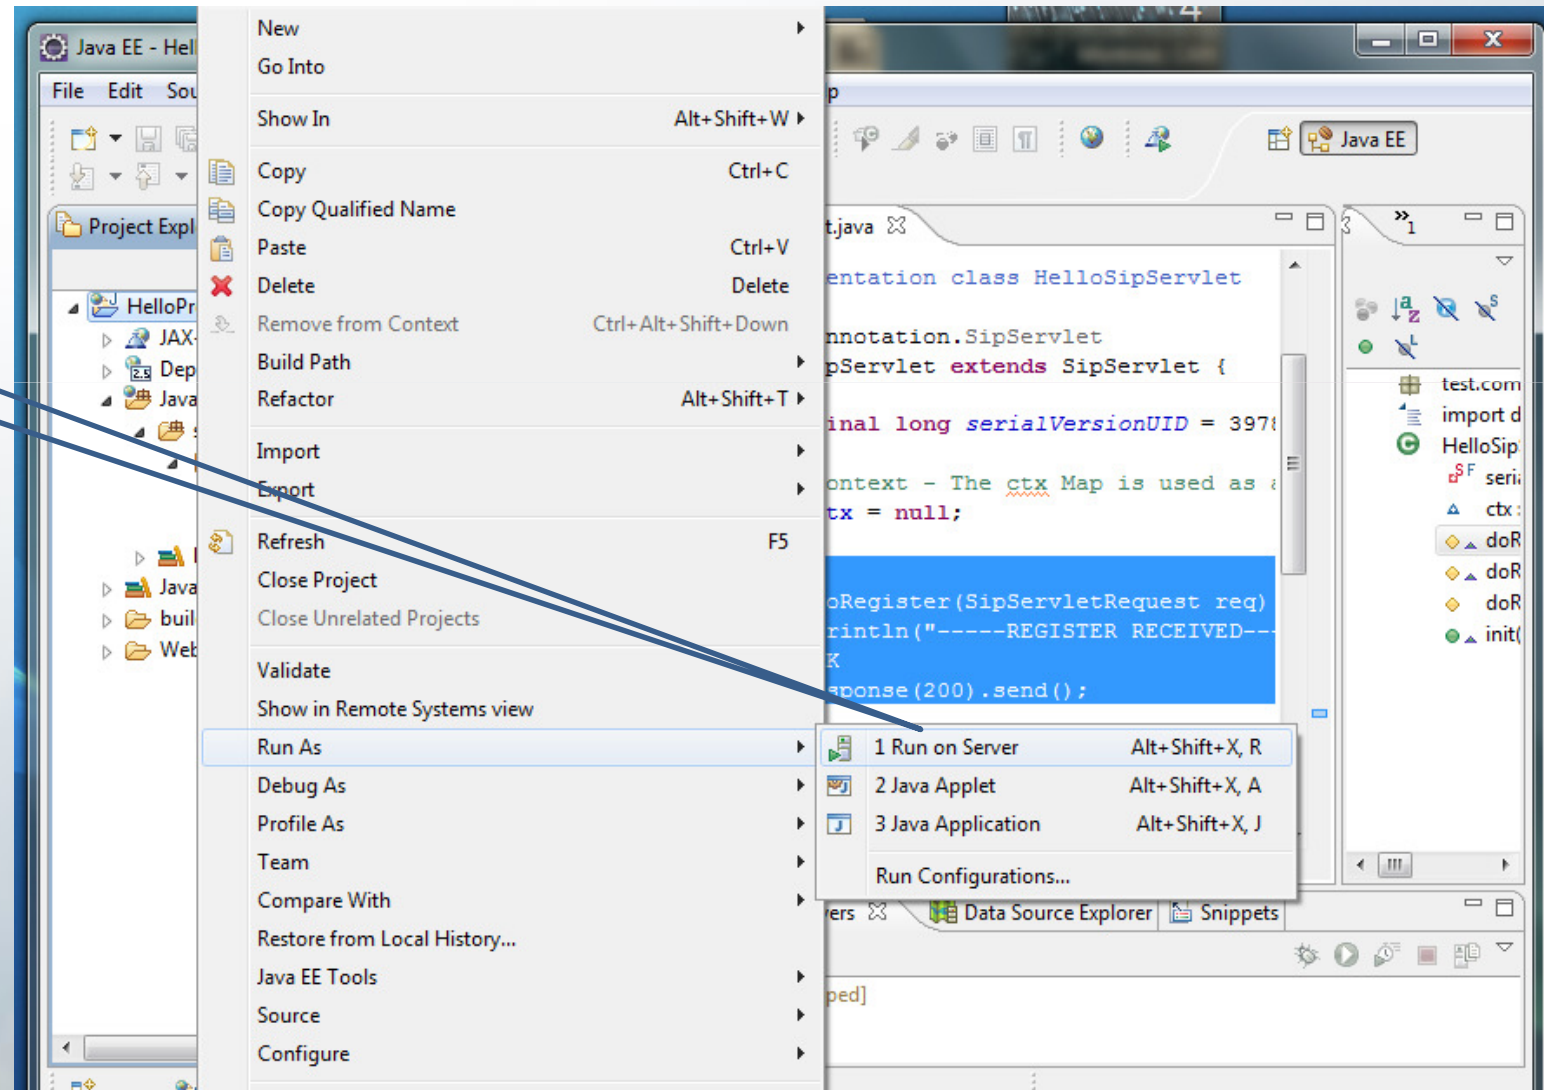 4
Java EE - Hel
File Edit Sou
p
Java EE
Project Expl
HelloPr
JAX-
2.5 Dep
Java
s
Java
buil
Web
New
Go Into
Show In Alt+Shift+W
Copy Ctrl+C
Copy Qualified Name
Paste Ctrl+V
Delete Delete
Remove from Context Ctrl+Alt+Shift+Down
Build Path
Refactor Alt+Shift+T
Import
Export
Refresh F5
Close Project
Close Unrelated Projects
Validate
Show in Remote Systems view
Run As
Debug As
Profile As
Team
Compare With
Restore from Local History...
Java EE Tools
Source
Configure
1 Run on Server Alt+Shift+X, R
2 Java Applet Alt+Shift+X, A
3 Java Application Alt+Shift+X, J
Run Configurations...
t.java
entation class HelloSipServlet
nnotation.SipServlet
pServlet extends SipServlet {
inal long serialVersionUID = 3978
ontext - The ctx Map is used as a
tx = null;
oRegister(SipServletRequest req)
rintln("-----REGISTER RECEIVED---
K
sponse(200).send();
»1
test.com
import d
HelloSip
S F seri
ctx :
doR
doR
doR
init(
vers Data Source Explorer Snippets
ped]